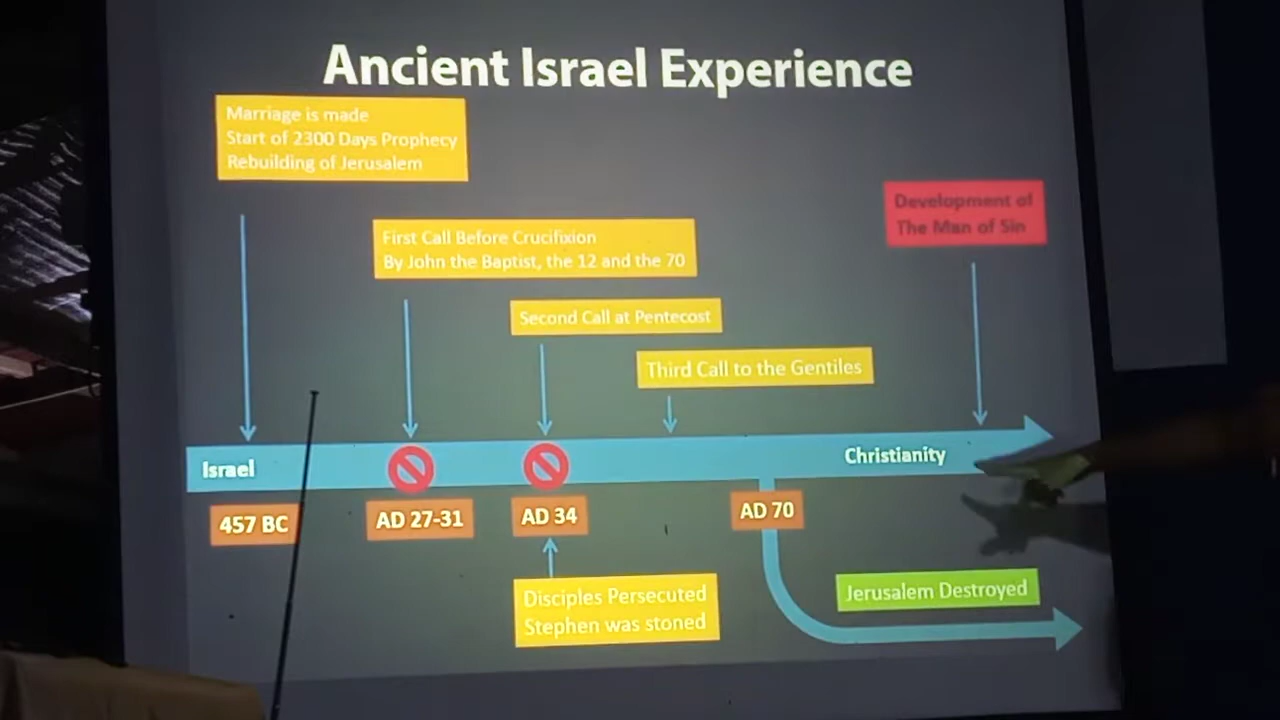 Ancient Israel Experience
Marriage is made
Start of 2300 Days Prophecy
Rebuilding of Jerusalem
Development of
The Man of Sin
First Call Before Crucifixion
By John the Baptist, the 12 and the 70
Second Call at Pentecost
Third Call to the Gentiles
Israel
Christianity
457 BC
AD 27-31
AD 34
AD 70
Disciples Persecuted
Stephen was stoned
Jerusalem Destroyed